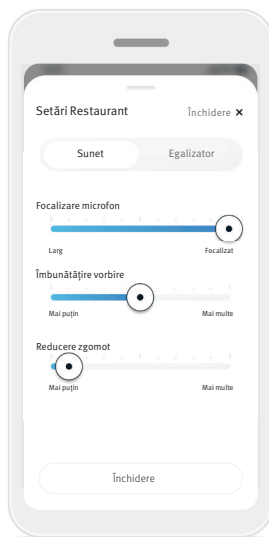 Setări Restaurant
Închidere ×
Sunet
Egalizator
Focalizare microfon
Larg
Focalizat
Îmbunătățire vorbire
Mai puțin
Mai multe
Reducere zgomot
Mai puțin
Mai multe
Închidere